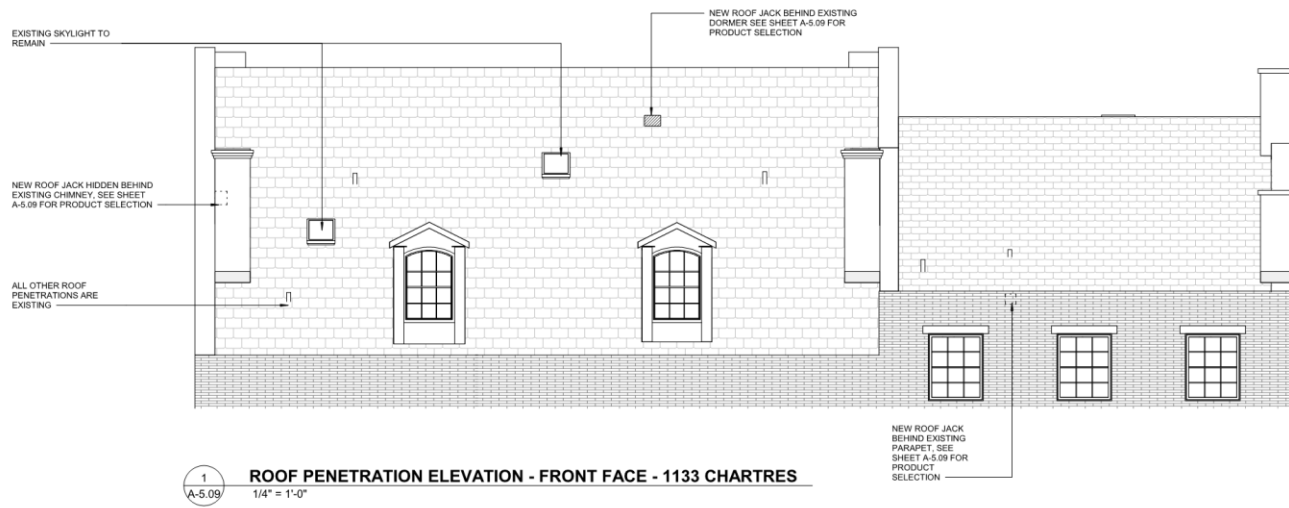 NEW ROOF JACK BEHIND EXISTING
DORMER SEE SHEET A-5.09 FOR
PRODUCT SELECTION
EXISTING SKYLIGHT TO
REMAIN
NEW ROOF JACK HIDDEN BEHIND
EXISTING CHIMNEY, SEE SHEET
A-5.09 FOR PRODUCT SELECTION
ALL OTHER ROOF
PENETRATIONS ARE
EXISTING
NEW ROOF JACK
BEHIND EXISTING
PARAPET, SEE
SHEET A-5.09 FOR
PRODUCT
SELECTION
1
A-5.09
ROOF PENETRATION ELEVATION - FRONT FACE - 1133 CHARTRES
1/4" = 1'-0"